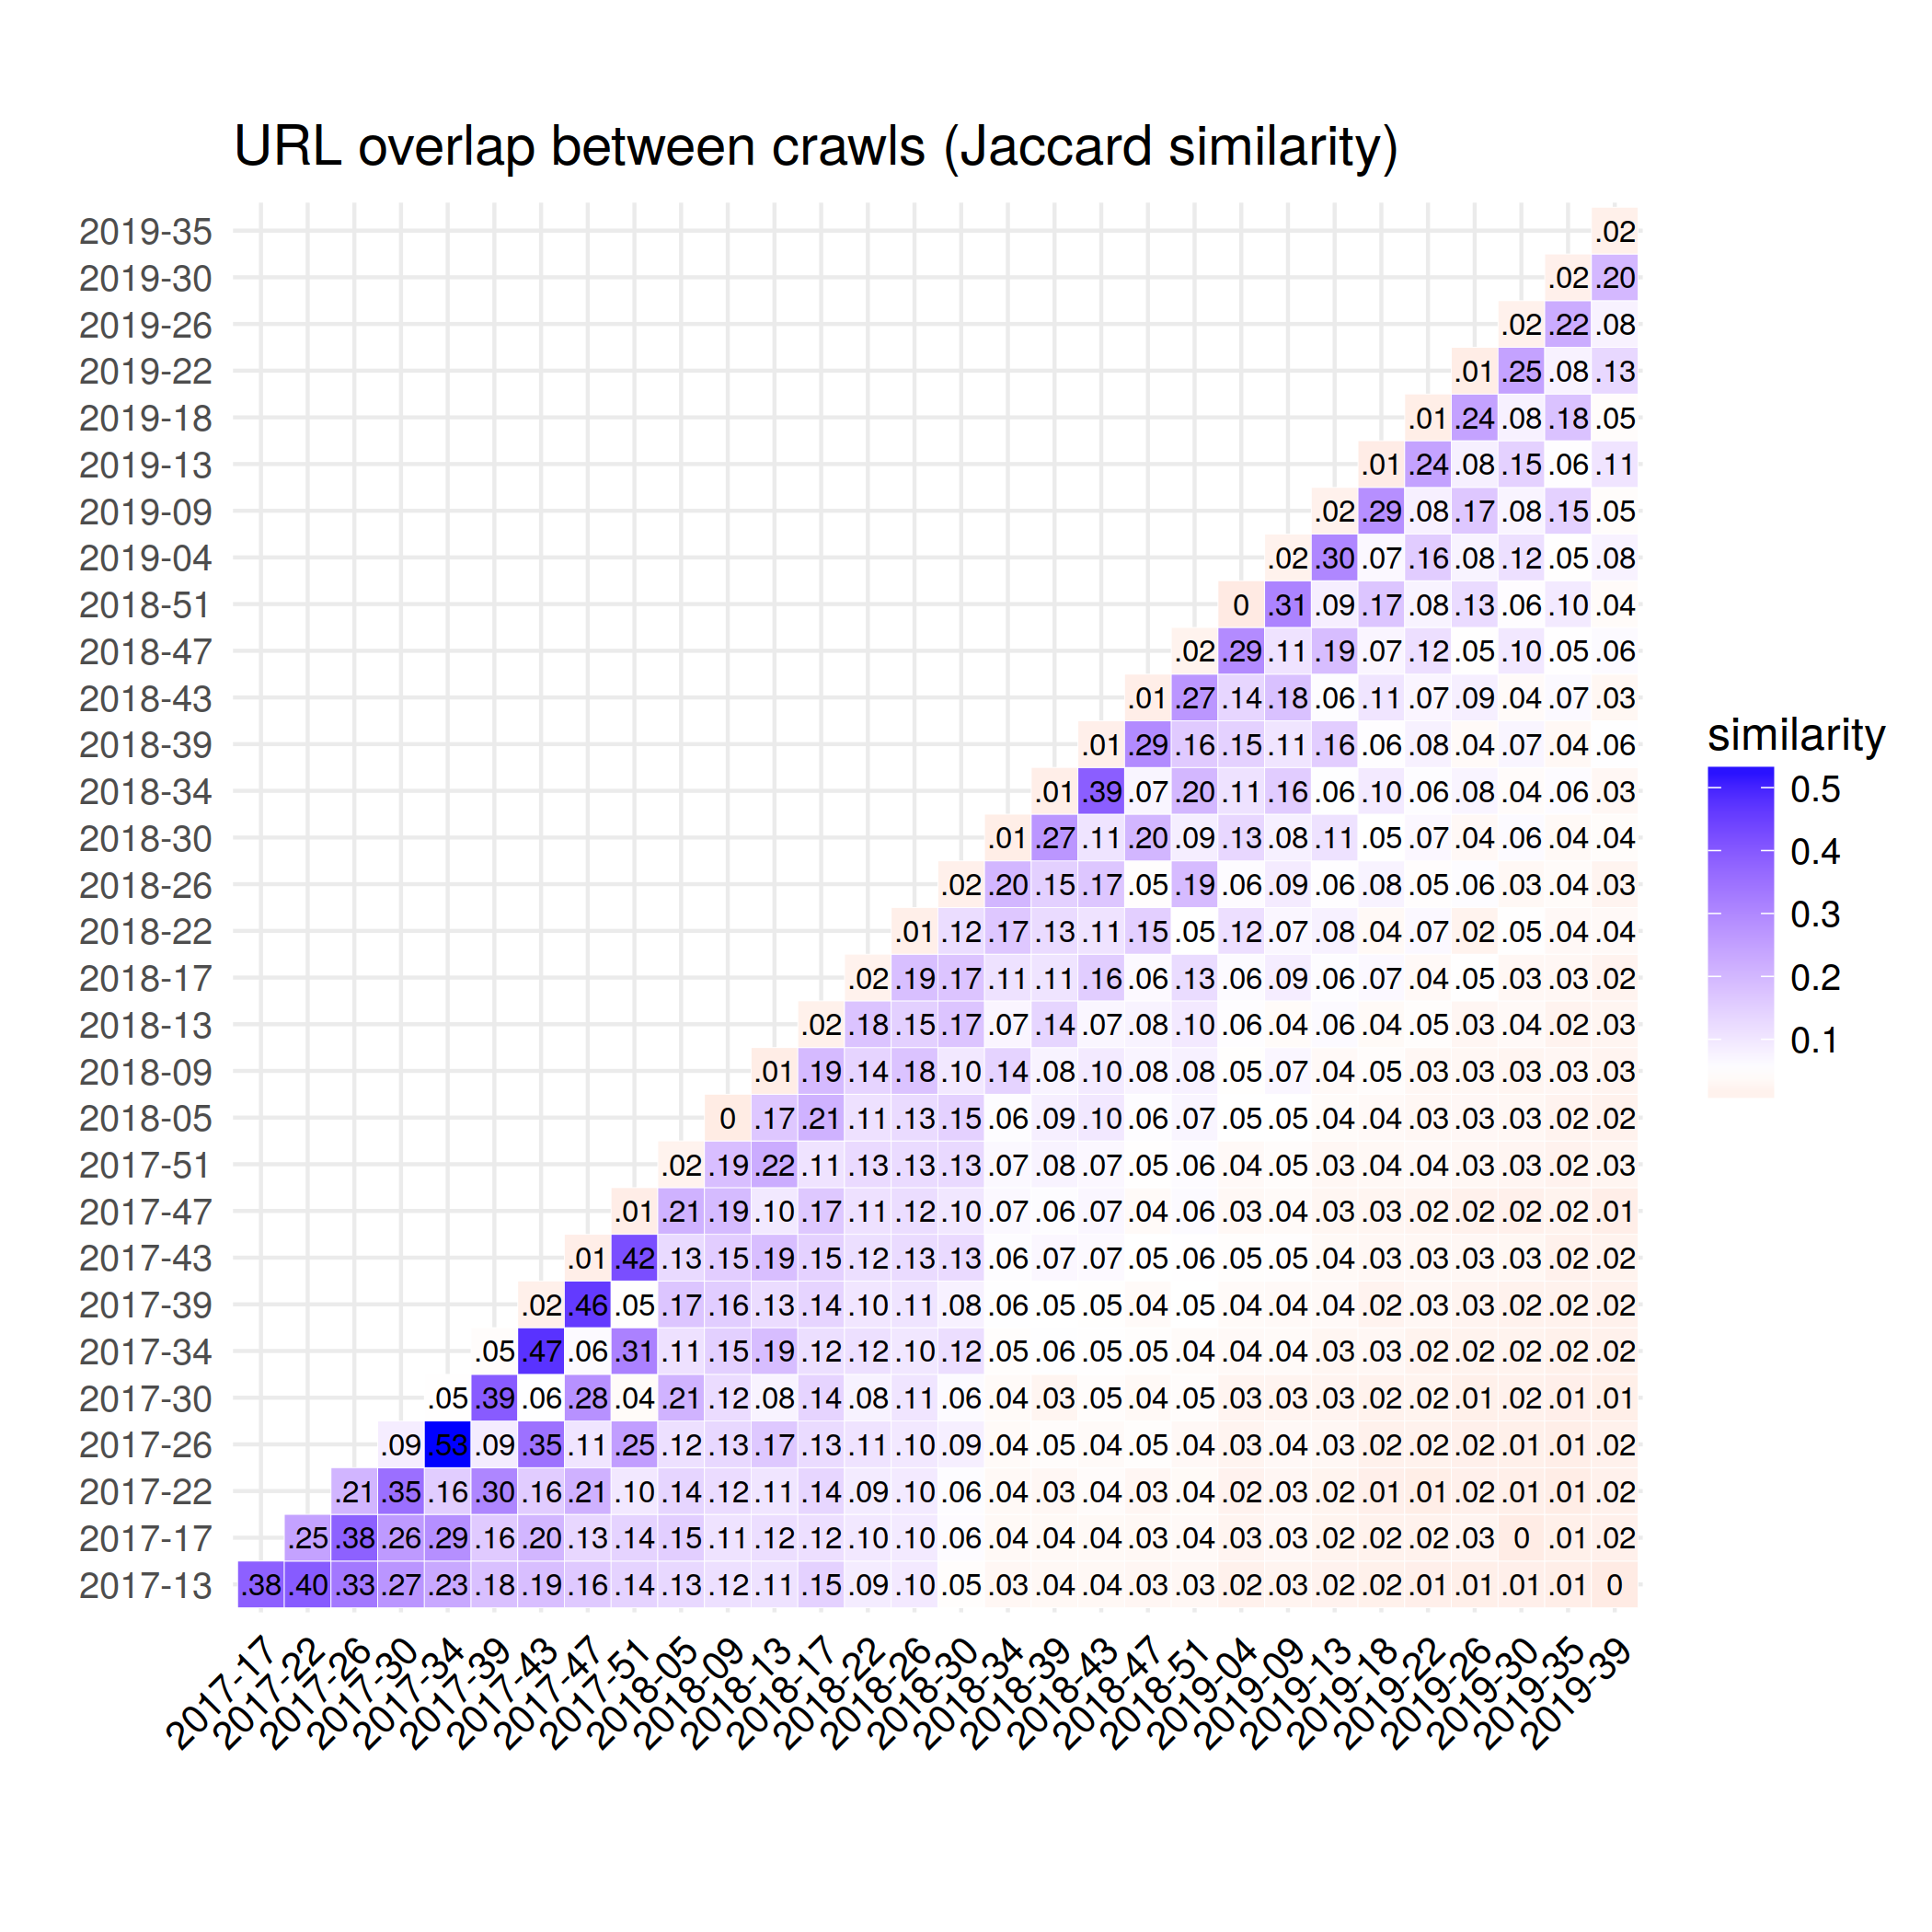 URL overlap between crawls (Jaccard similarity)
2019-35 .02
2019-30 .02 .20
2019-26 .02 .22 .08
2019-22 .01 .25 .08 .13
2019-18 .01 .24 .08 .18 .05
2019-13 .01 .24 .08 .15 .06 .11
2019-09 .02 .29 .08 .17 .08 .15 .05
2019-04 .02 .30 .07 .16 .08 .12 .05 .08
2018-51 0 .31 .09 .17 .08 .13 .06 .10 .04
2018-47 .02 .29 .11 .19 .07 .12 .05 .10 .05 .06
2018-43 .01 .27 .14 .18 .06 .11 .07 .09 .04 .07 .03
2018-39 .01 .29 .16 .15 .11 .16 .06 .08 .04 .07 .04 .06
2018-34 .01 .39 .07 .20 .11 .16 .06 .10 .06 .08 .04 .06 .03
2018-30 .01 .27 .11 .20 .09 .13 .08 .11 .05 .07 .04 .06 .04 .04
2018-26 .02 .20 .15 .17 .05 .19 .06 .09 .06 .08 .05 .06 .03 .04 .03
2018-22 .01 .12 .17 .13 .11 .15 .05 .12 .07 .08 .04 .07 .02 .05 .04 .04
2018-17 .02 .19 .17 .11 .11 .16 .06 .13 .06 .09 .06 .07 .04 .05 .03 .03 .02
2018-13 .02 .18 .15 .17 .07 .14 .07 .08 .10 .06 .04 .06 .04 .05 .03 .04 .02 .03
2018-09 .01 .19 .14 .18 .10 .14 .08 .10 .08 .08 .05 .07 .04 .05 .03 .03 .03 .03 .03
2018-05 0 .17 .21 .11 .13 .15 .06 .09 .10 .06 .07 .05 .05 .04 .04 .03 .03 .03 .02 .02
2017-51 .02 .19 .22 .11 .13 .13 .13 .07 .08 .07 .05 .06 .04 .05 .03 .04 .04 .03 .03 .02 .03
2017-47 .01 .21 .19 .10 .17 .11 .12 .10 .07 .06 .07 .04 .06 .03 .04 .03 .03 .02 .02 .02 .02 .01
2017-43 .01 .42 .13 .15 .19 .15 .12 .13 .13 .06 .07 .07 .05 .06 .05 .05 .04 .03 .03 .03 .03 .02 .02
2017-39 .02 .46 .05 .17 .16 .13 .14 .10 .11 .08 .06 .05 .05 .04 .05 .04 .04 .04 .02 .03 .03 .02 .02 .02
2017-34 .05 .47 .06 .31 .11 .15 .19 .12 .12 .10 .12 .05 .06 .05 .05 .04 .04 .04 .03 .03 .02 .02 .02 .02 .02
2017-30 .05 .39 .06 .28 .04 .21 .12 .08 .14 .08 .11 .06 .04 .03 .05 .04 .05 .03 .03 .03 .02 .02 .01 .02 .01 .01
2017-26 .09 .53 .09 .35 .11 .25 .12 .13 .17 .13 .11 .10 .09 .04 .05 .04 .05 .04 .03 .04 .03 .02 .02 .02 .01 .01 .02
2017-22 .21 .35 .16 .30 .16 .21 .10 .14 .12 .11 .14 .09 .10 .06 .04 .03 .04 .03 .04 .02 .03 .02 .01 .01 .02 .01 .01 .02
2017-17 .25 .38 .26 .29 .16 .20 .13 .14 .15 .11 .12 .12 .10 .10 .06 .04 .04 .04 .03 .04 .03 .03 .02 .02 .02 .03 0 .01 .02
2017-13 .38 .40 .33 .27 .23 .18 .19 .16 .14 .13 .12 .11 .15 .09 .10 .05 .03 .04 .04 .03 .03 .02 .03 .02 .02 .01 .01 .01 .01 0
2017-17 2017-22 2017-26 2017-30 2017-34 2017-39 2017-43 2017-47 2017-51 2018-05 2018-09 2018-13 2018-17 2018-22 2018-26 2018-30 2018-34 2018-39 2018-43 2018-47 2018-51 2019-04 2019-09 2019-13 2019-18 2019-22 2019-26 2019-30 2019-35 2019-39
similarity
0.5
0.4
0.3
0.2
0.1